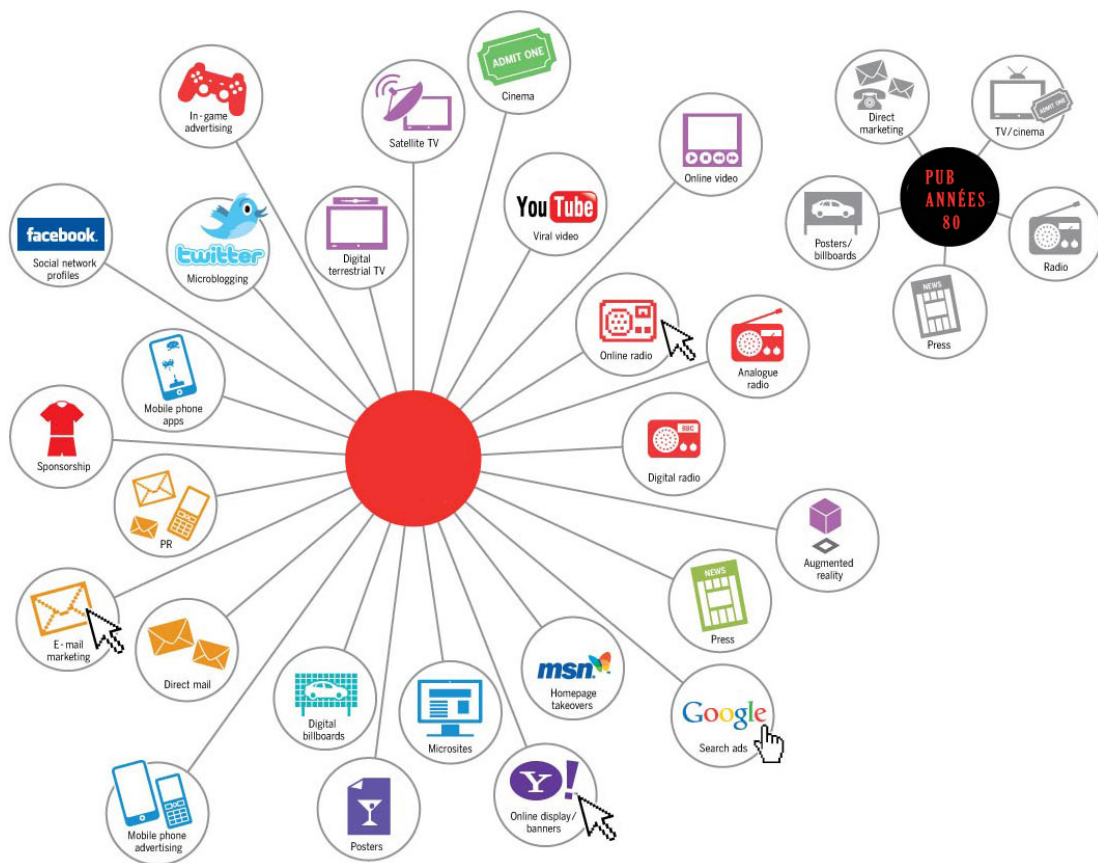 ADMIT ONE
Cinema
In-game
advertising
Satellite TV
Online video
Direct
marketing
ADMIT ONE
TV/cinema
PUB
ANNÉES
80
Posters/
billboards
Radio
NEWS
Press
facebook.
Social network
profiles
twitter
Microblogging
Digital
terrestrial TV
YouTube
Viral video
Online radio
Analogue
radio
Mobile phone
apps
Sponsorship
BBC
Digital radio
PR
Augmented
reality
E-mail
marketing
Direct mail
NEWS
Press
Digital
billboards
Microsites
msn
Homepage
takeovers
Google
Search ads
Mobile phone
advertising
Posters
Y!
Online display/
banners